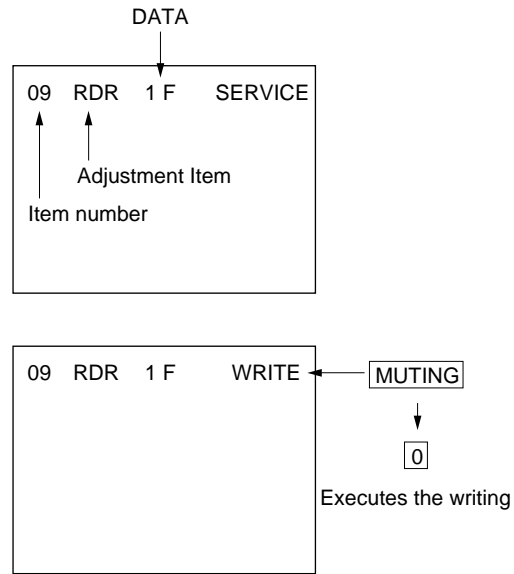 DATA
09 RDR 1 F SERVICE
Adjustment Item
Item number
09 RDR 1 F WRITE
MUTING
0
Executes the writing